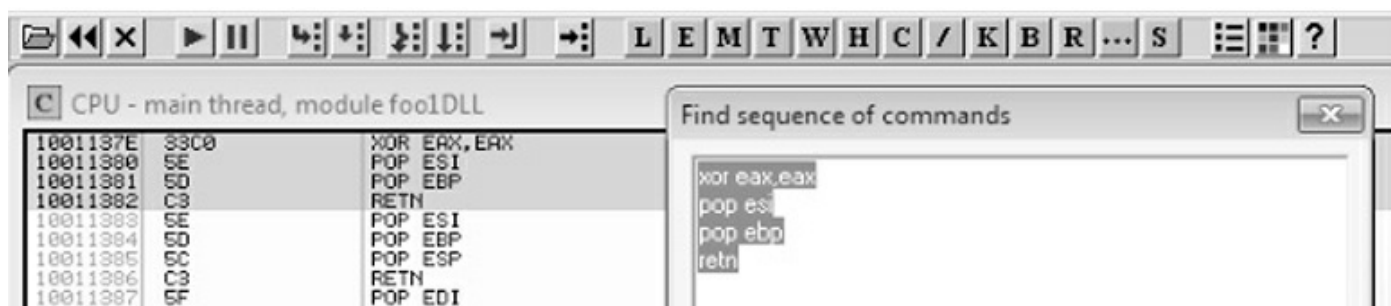 L E M T W H C / K B R ... S ?
C CPU - main thread, module foo1DLL
1001137E 33C0 XOR EAX,EAX
10011380 5E POP ESI
10011381 5D POP EBP
10011382 C3 RETN
10011383 5E POP ESI
10011384 5D POP EBP
10011385 5C POP ESP
10011386 C3 RETN
10011387 5F POP EDI
Find sequence of commands
xor eax,eax
pop esi
pop ebp
retn